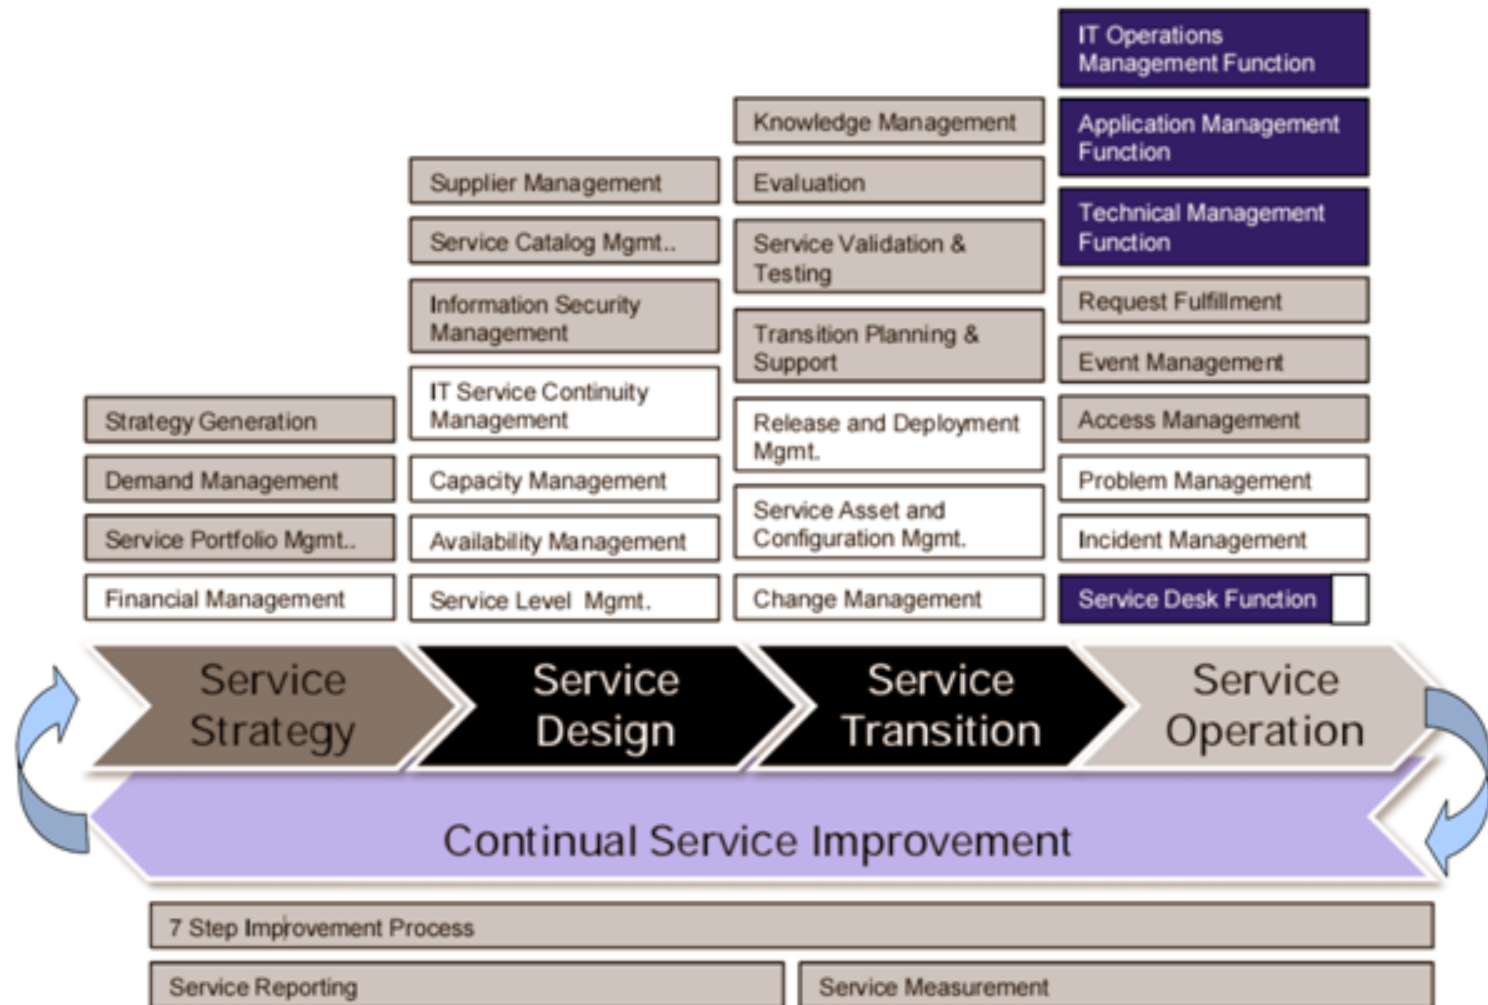 IT Operations
Management Function
Knowledge Management
Application Management
Function
Supplier Management
Evaluation
Technical Management
Function
Service Catalog Mgmt..
Service Validation &
Testing
Information Security
Management
Request Fulfillment
Transition Planning &
Support
Event Management
IT Service Continuity
Management
Strategy Generation
Release and Deployment
Mgmt.
Access Management
Demand Management
Capacity Management
Problem Management
Service Portfolio Mgmt..
Availability Management
Service Asset and
Configuration Mgmt.
Incident Management
Financial Management
Service Level Mgmt.
Change Management
Service Desk Function
Service
Strategy
Service
Design
Service
Transition
Service
Operation
Continual Service Improvement
7 Step Improvement Process
Service Reporting
Service Measurement